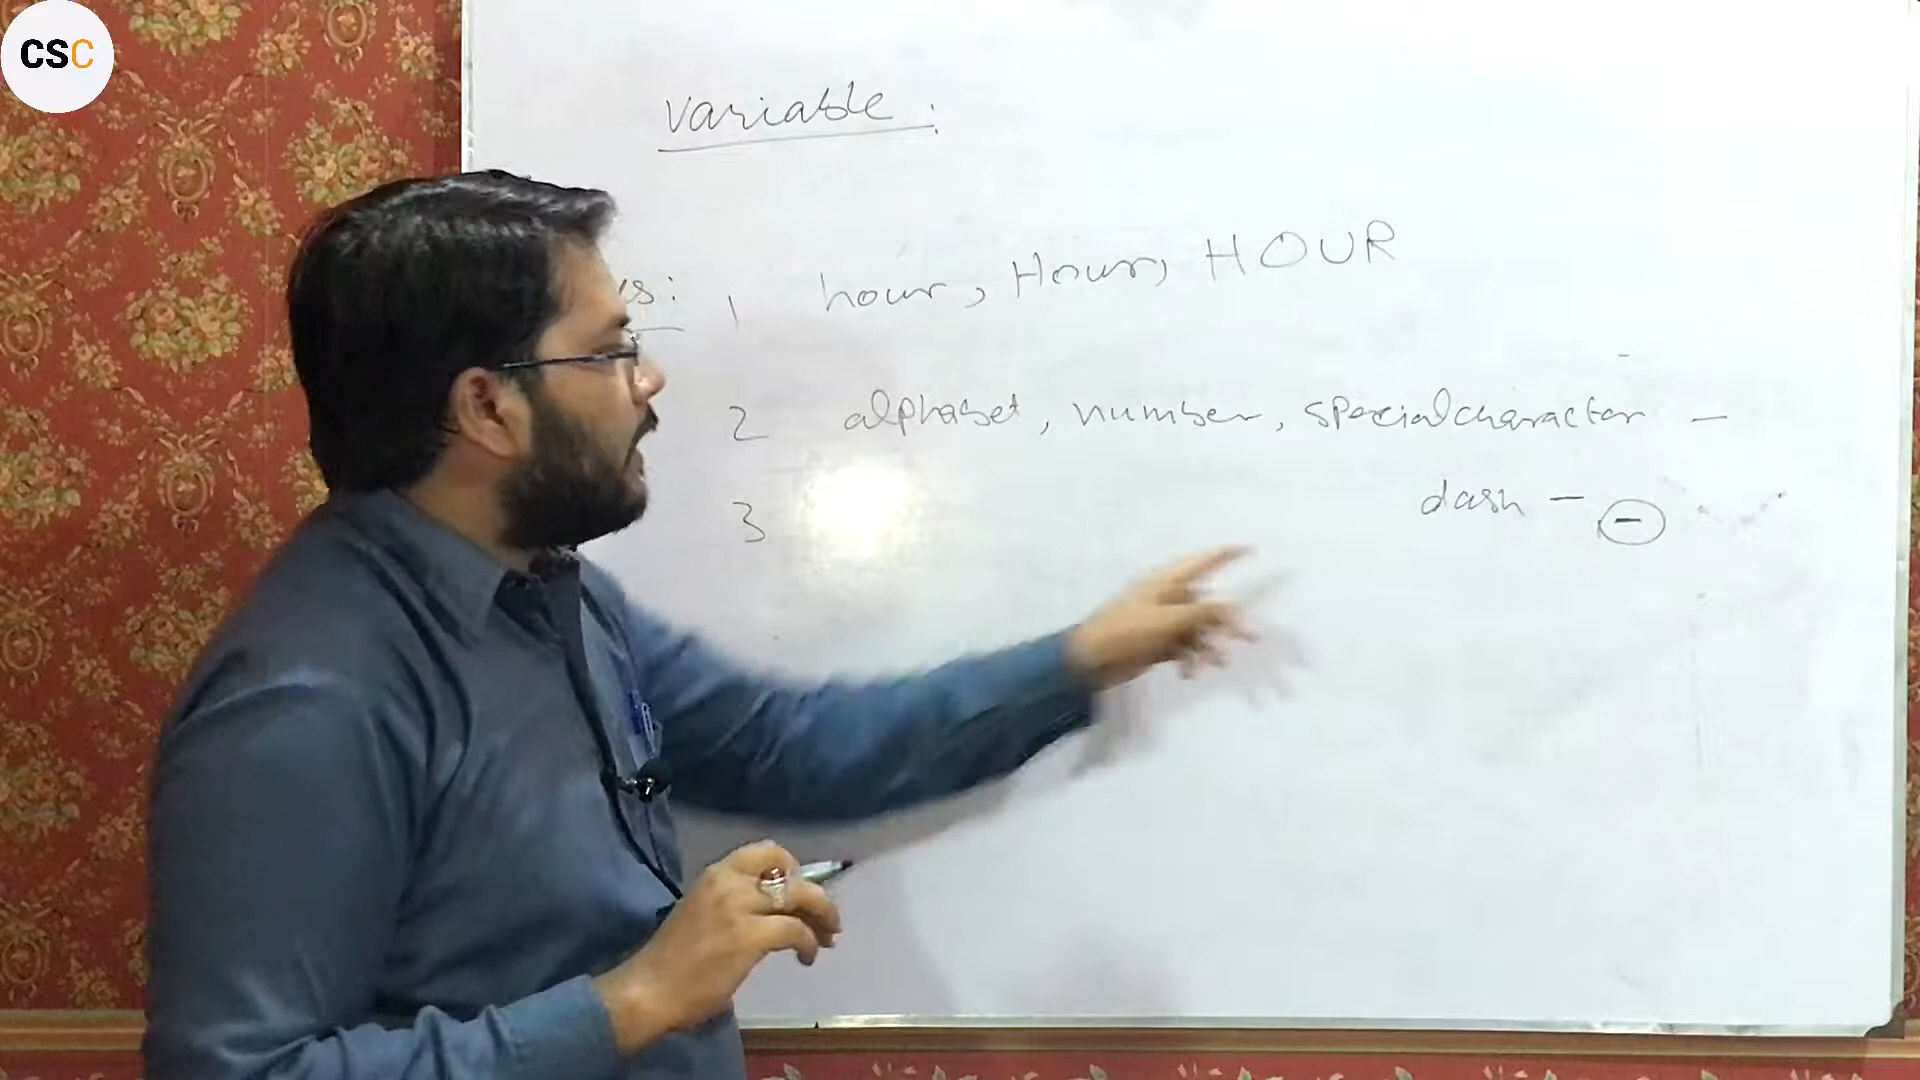 CSC
variable:
1 hour, Hour, HOUR
2 alphabet, number, specialcharacter –
dash – -
3